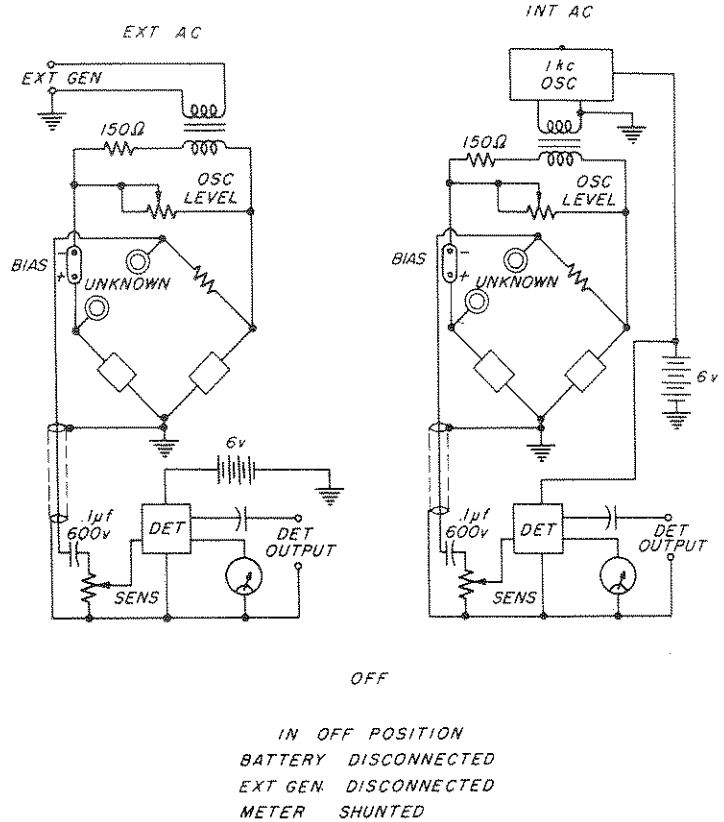 EXT AC
EXT GEN
150Ω
OSC
LEVEL
BIAS
−
+
UNKNOWN
6v
.1µf
600v
DET
DET
OUTPUT
SENS
INT AC
1kc
OSC
150Ω
OSC
LEVEL
BIAS
−
+
UNKNOWN
6v
.1µf
600v
DET
DET
OUTPUT
SENS
OFF
IN OFF POSITION
BATTERY DISCONNECTED
EXT GEN. DISCONNECTED
METER SHUNTED